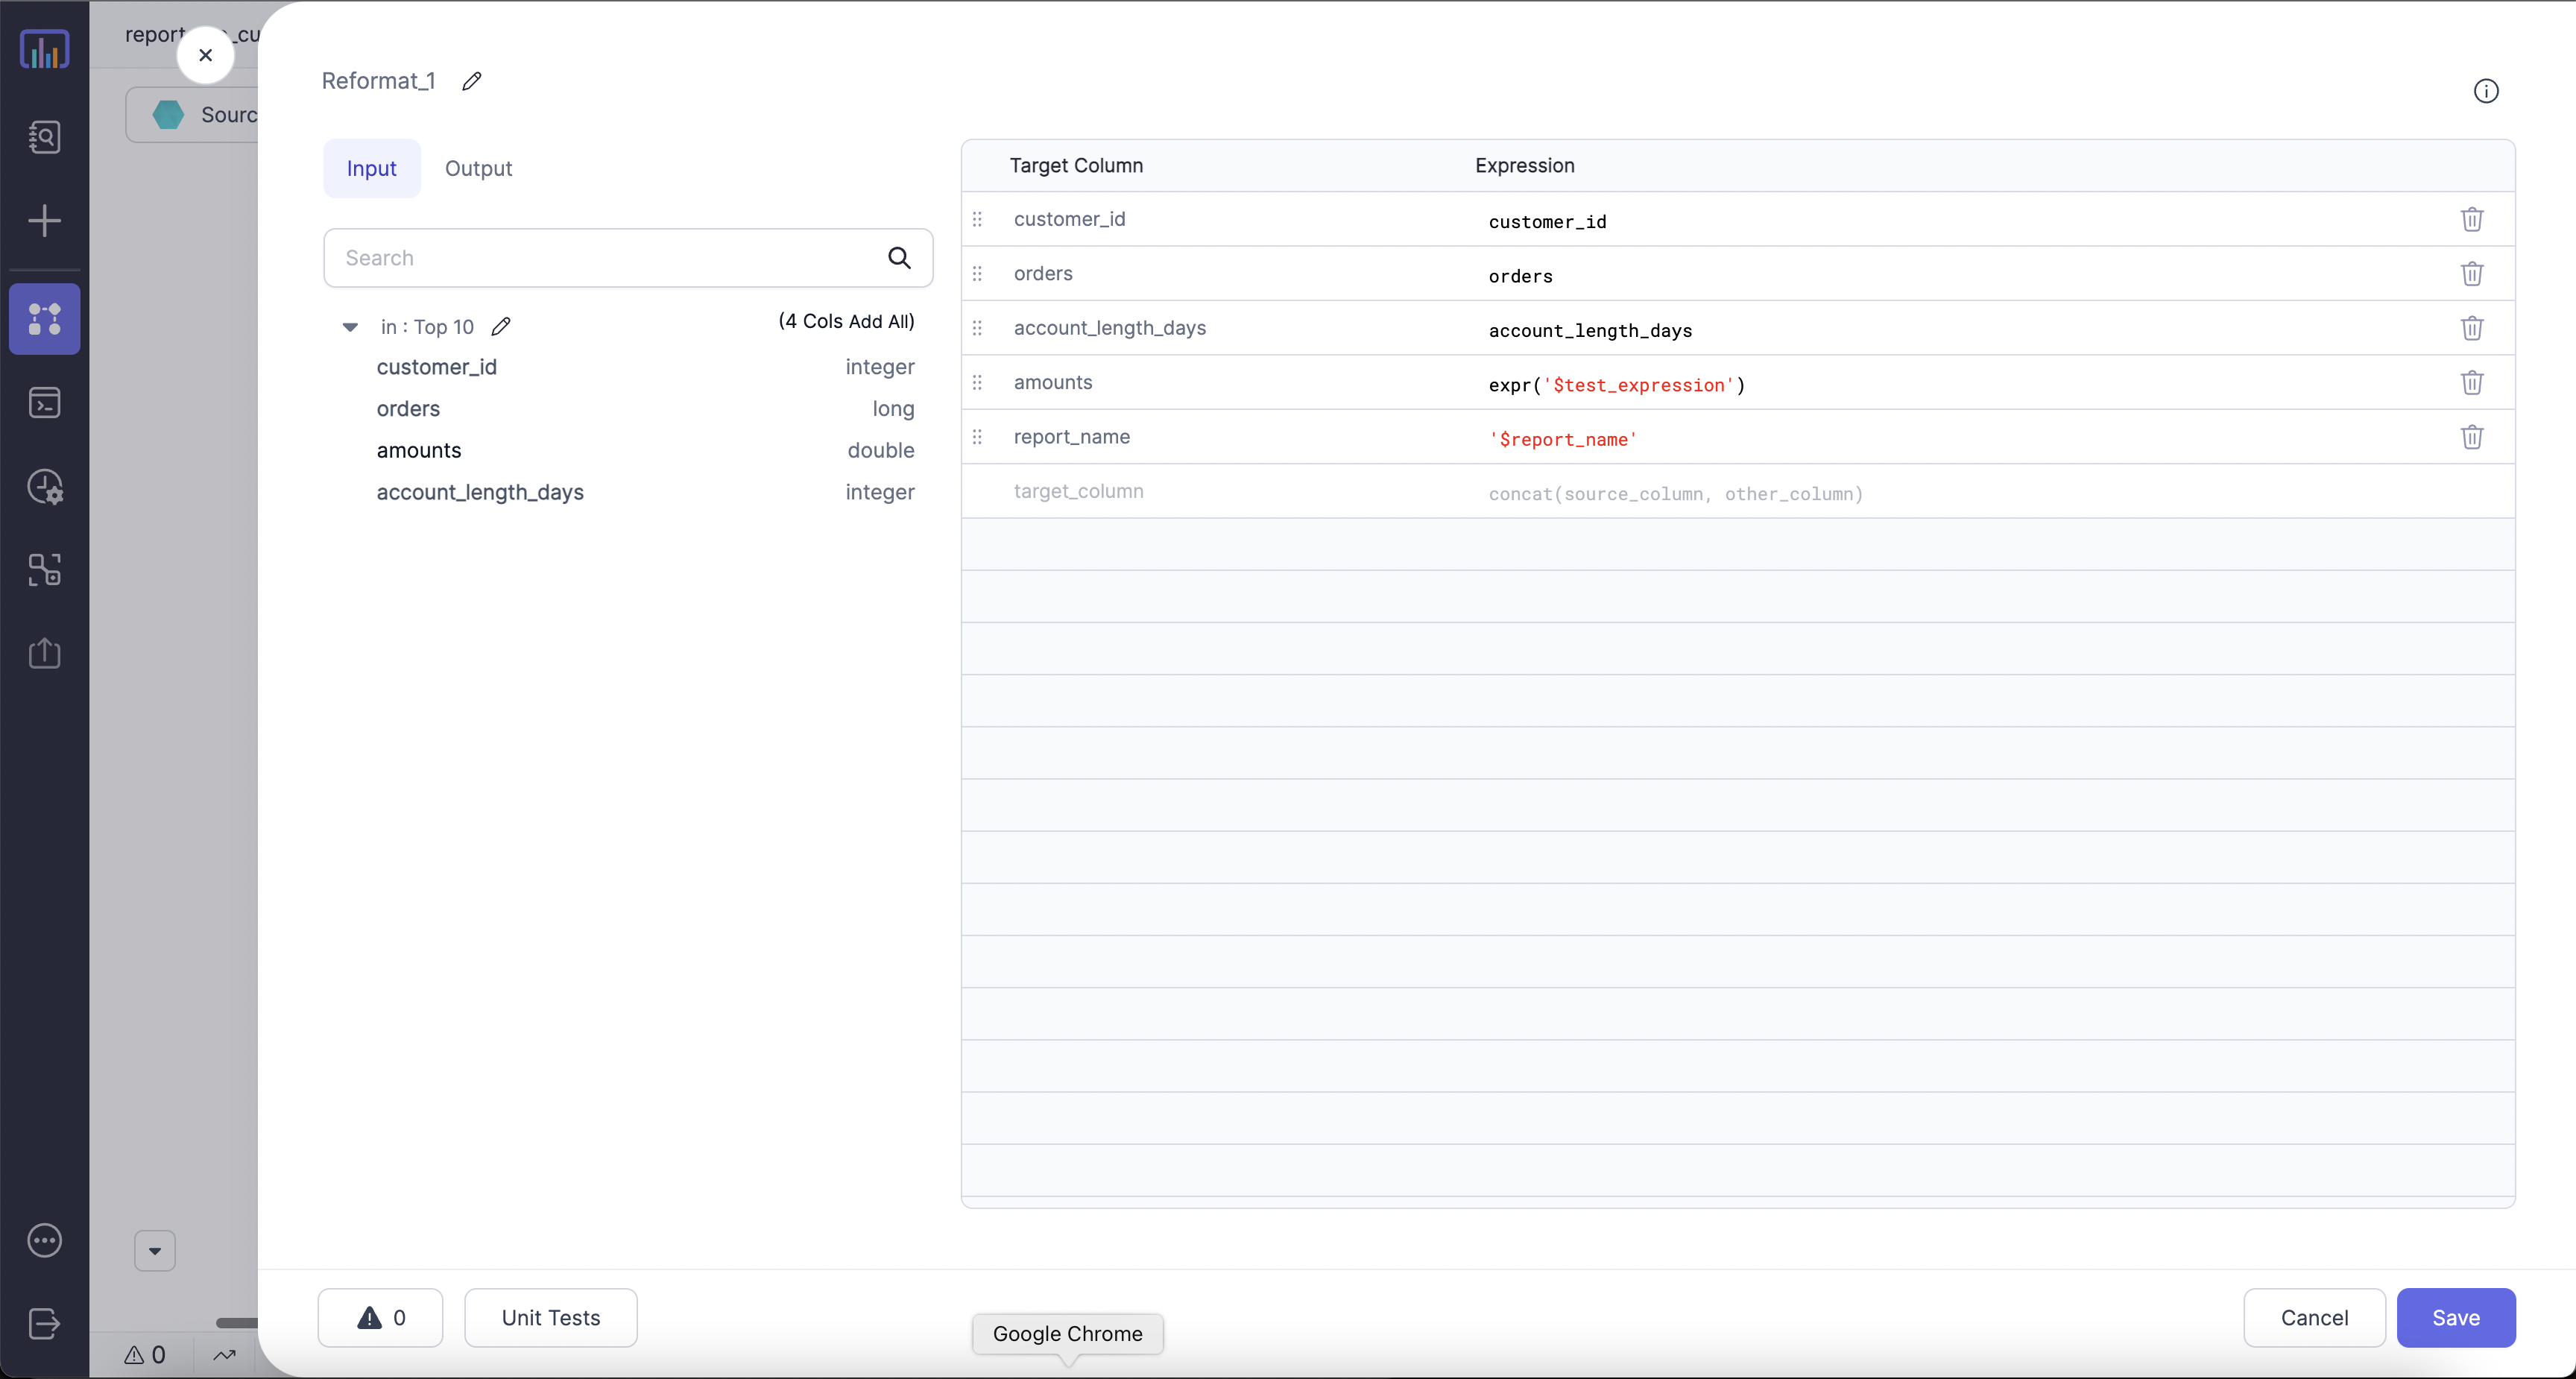 report
_cu
Sourc
Reformat_1
Input
Output
Search
in : Top 10
(4 Cols Add All)
customer_id integer
orders long
amounts double
account_length_days integer
Target Column Expression
customer_id customer_id
orders orders
account_length_days account_length_days
amounts expr('$test_expression')
report_name '$report_name'
target_column concat(source_column, other_column)
0
Unit Tests
Google Chrome
Cancel
Save
0